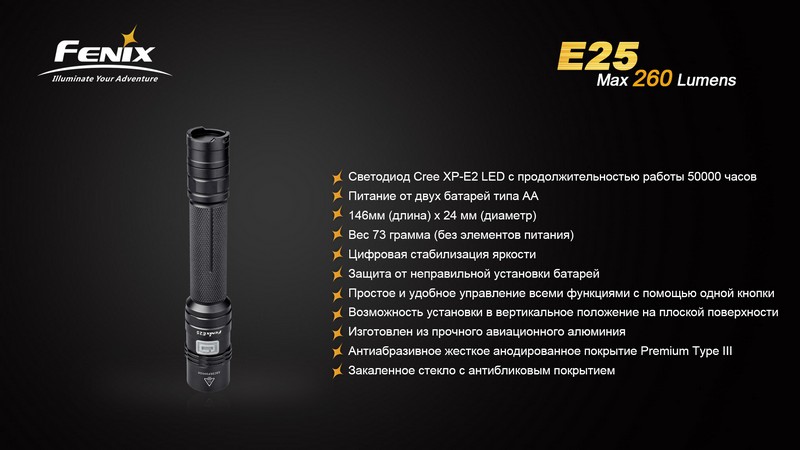 FENIX
Illuminate Your Adventure
E25
Max 260 Lumens
Светодиод Cree XP-E2 LED с продолжительностью работы 50000 часов
Питание от двух батарей типа АА
146мм (длина) x 24 мм (диаметр)
Вес 73 грамма (без элементов питания)
Цифровая стабилизация яркости
Защита от неправильной установки батарей
Простое и удобное управление всеми функциями с помощью одной кнопки
Возможность установки в вертикальное положение на плоской поверхности
Изготовлен из прочного авиационного алюминия
Антиабразивное жесткое анодированное покрытие Premium Type III
Закаленное стекло с антибликовым покрытием
Fenix E25